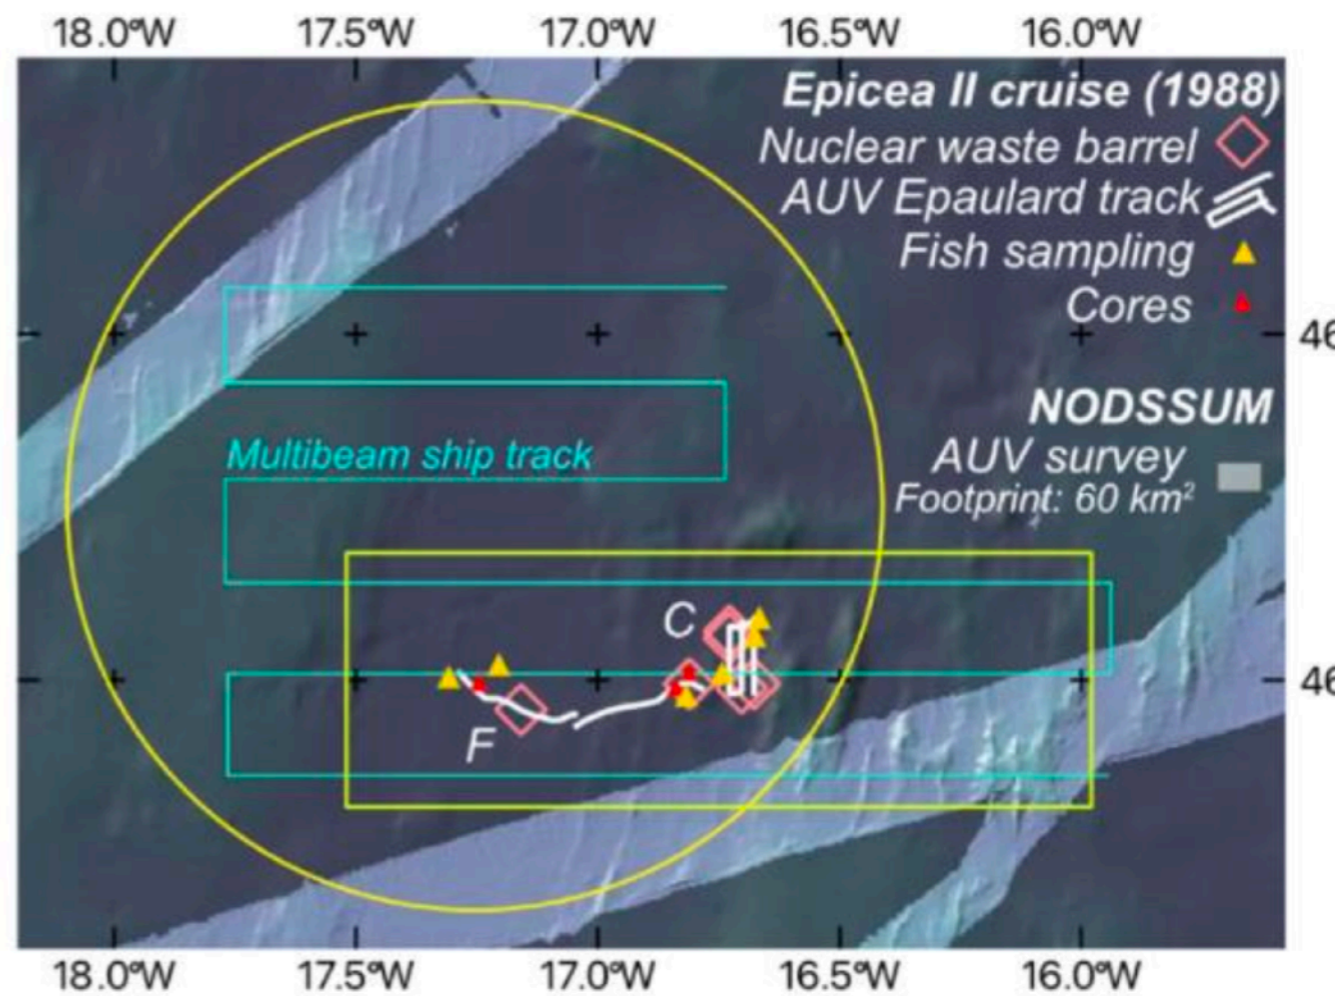 18.0°W 17.5°W 17.0°W 16.5°W 16.0°W
Epicea II cruise (1988)
Nuclear waste barrel
AUV Epaulard track
Fish sampling
Cores
46
NODSSUM
AUV survey
Footprint: 60 km²
Multibeam ship track
C
F
46
18.0°W 17.5°W 17.0°W 16.5°W 16.0°W